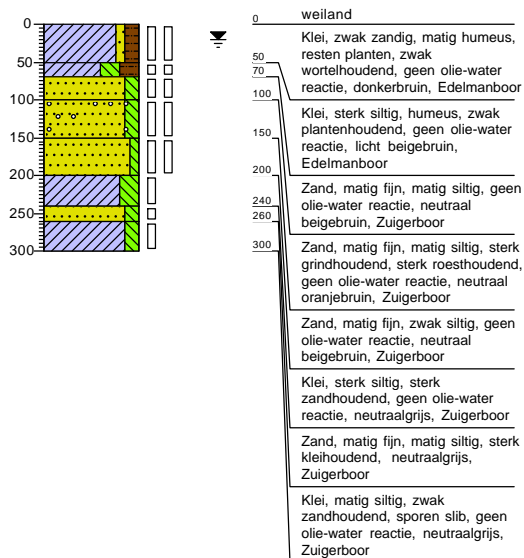 0
50
100
150
200
250
300
0
50
70
100
150
200
240
260
300
weiland
Klei, zwak zandig, matig humeus,
resten planten, zwak
wortelhoudend, geen olie-water
reactie, donkerbruin, Edelmanboor
Klei, sterk siltig, humeus, zwak
plantenhoudend, geen olie-water
reactie, licht beigebruin,
Edelmanboor
Zand, matig fijn, matig siltig, geen
olie-water reactie, neutraal
beigebruin, Zuigerboor
Zand, matig fijn, matig siltig, sterk
grindhoudend, sterk roesthoudend,
geen olie-water reactie, neutraal
oranjebruin, Zuigerboor
Zand, matig fijn, zwak siltig, geen
olie-water reactie, neutraal
beigebruin, Zuigerboor
Klei, sterk siltig, sterk
zandhoudend, geen olie-water
reactie, neutraalgrijs, Zuigerboor
Zand, matig fijn, matig siltig, sterk
kleihoudend, neutraalgrijs,
Zuigerboor
Klei, matig siltig, zwak
zandhoudend, sporen slib, geen
olie-water reactie, neutraalgrijs,
Zuigerboor